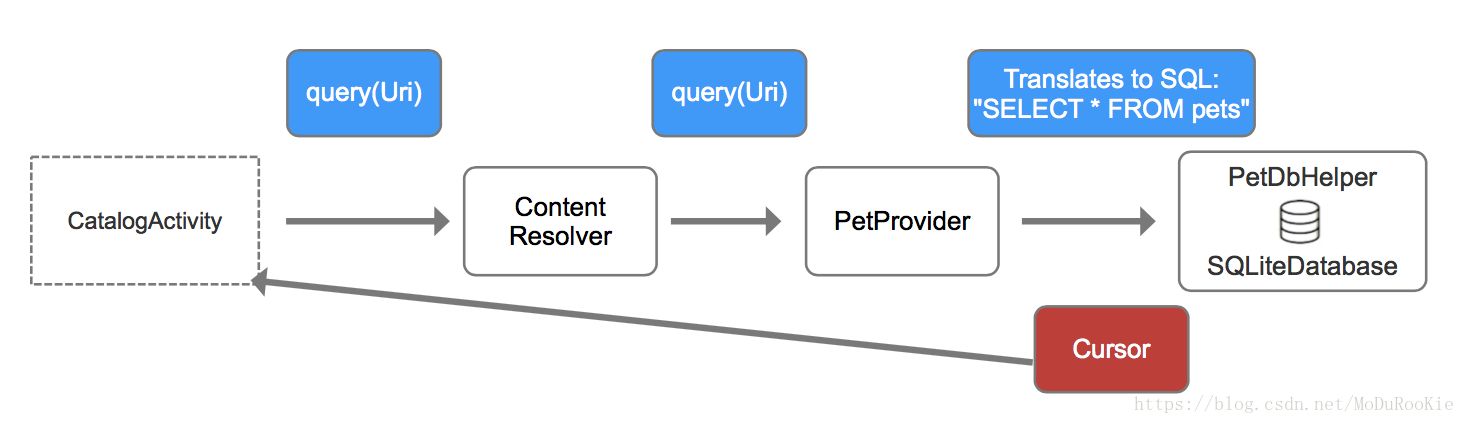 query(Uri)
query(Uri)
Translates to SQL:
"SELECT * FROM pets"
CatalogActivity
Content
Resolver
PetProvider
PetDbHelper
SQLiteDatabase
Cursor
https://blog.csdn.net/MoDuRooKie